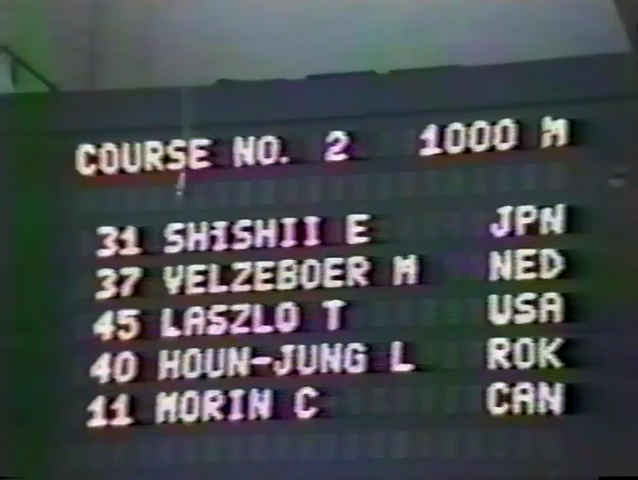 COURSE NO. 2 1000 M
31 SHISHII E JPN
37 VELZEBOER M NED
45 LASZLO T USA
40 HOUN-JUNG L ROK
11 MORIN C CAN